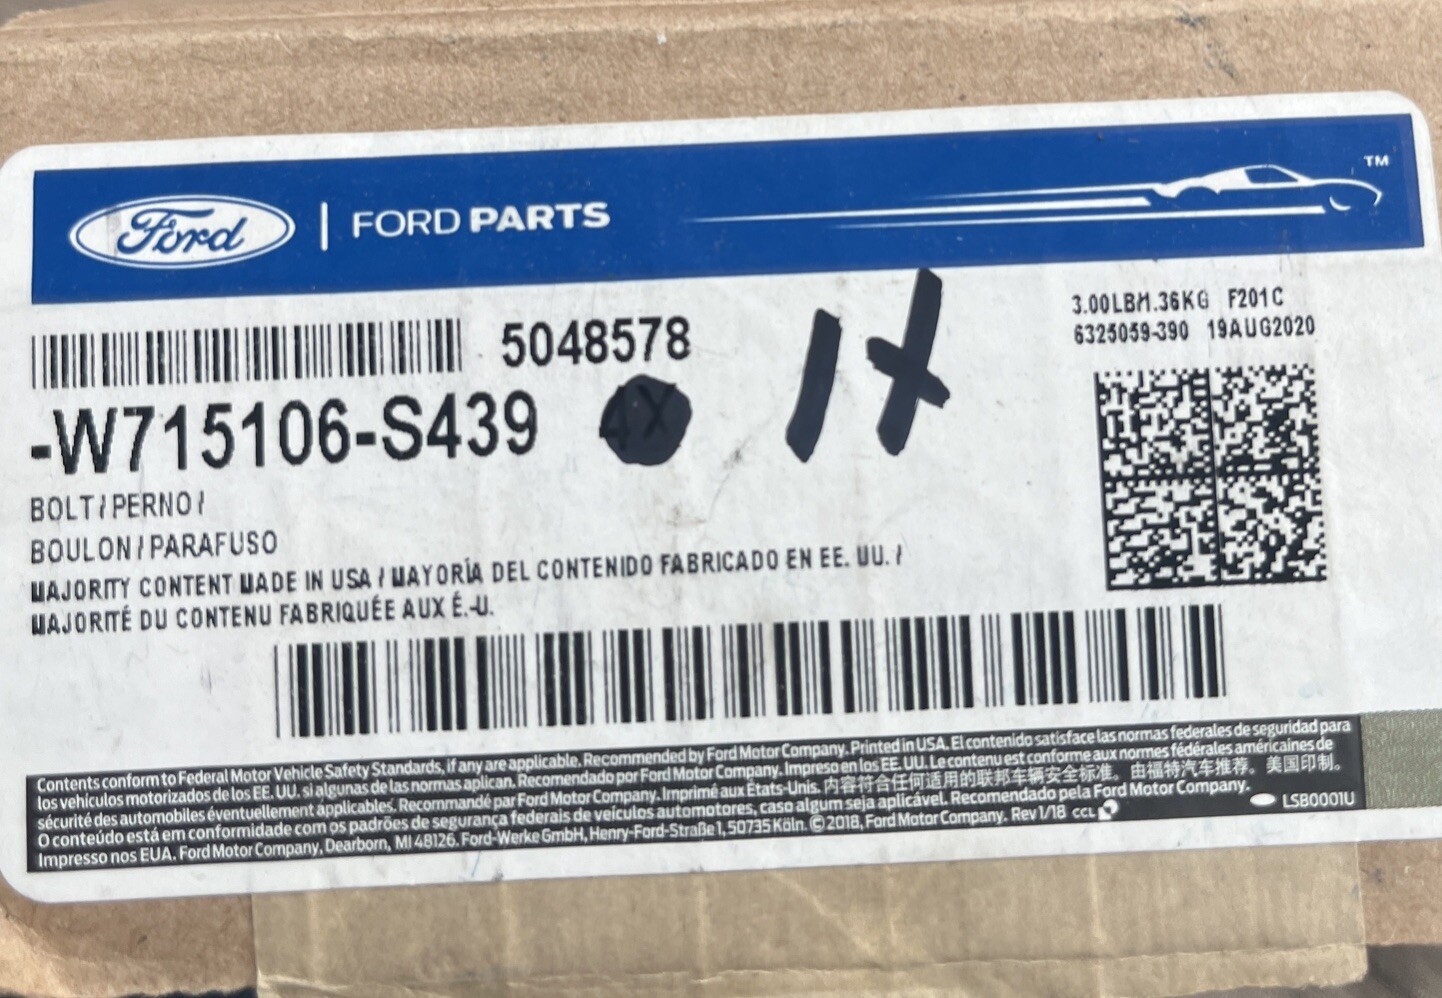 Ford | FORD PARTS
TM
5048578
3.00LB/1.36KG F201C
6325059-390 19AUG2020
-W715106-S439 4X 1X
BOLT/PERNO/
BOULON/PARAFUSO
MAJORITY CONTENT MADE IN USA / MAYORÍA DEL CONTENIDO FABRICADO EN EE. UU. /
MAJORITÉ DU CONTENU FABRIQUÉE AUX É.-U.
Contents conform to Federal Motor Vehicle Safety Standards, if any are applicable. Recommended by Ford Motor Company. Printed in USA. El contenido satisface las normas federales de seguridad para
los vehículos motorizados de los EE. UU. si algunas de las normas aplican. Recomendado por Ford Motor Company. Impreso en los EE. UU. Le contenu est conforme aux normes fédérales américaines de
sécurité des automobiles éventuellement applicables. Recommandé par Ford Motor Company. Imprimé aux États-Unis. 内容符合任何适用的联邦车辆安全标准。由福特汽车推荐。美国印制。
O conteúdo está em conformidade com os padrões de segurança federais de veículos automotores, caso algum seja aplicável. Recomendado pela Ford Motor Company.
Impresso nos EUA. Ford Motor Company, Dearborn, MI 48126. Ford-Werke GmbH, Henry-Ford-Straße 1, 50735 Köln. © 2018, Ford Motor Company. Rev 1/18 CCL
LSB0001U